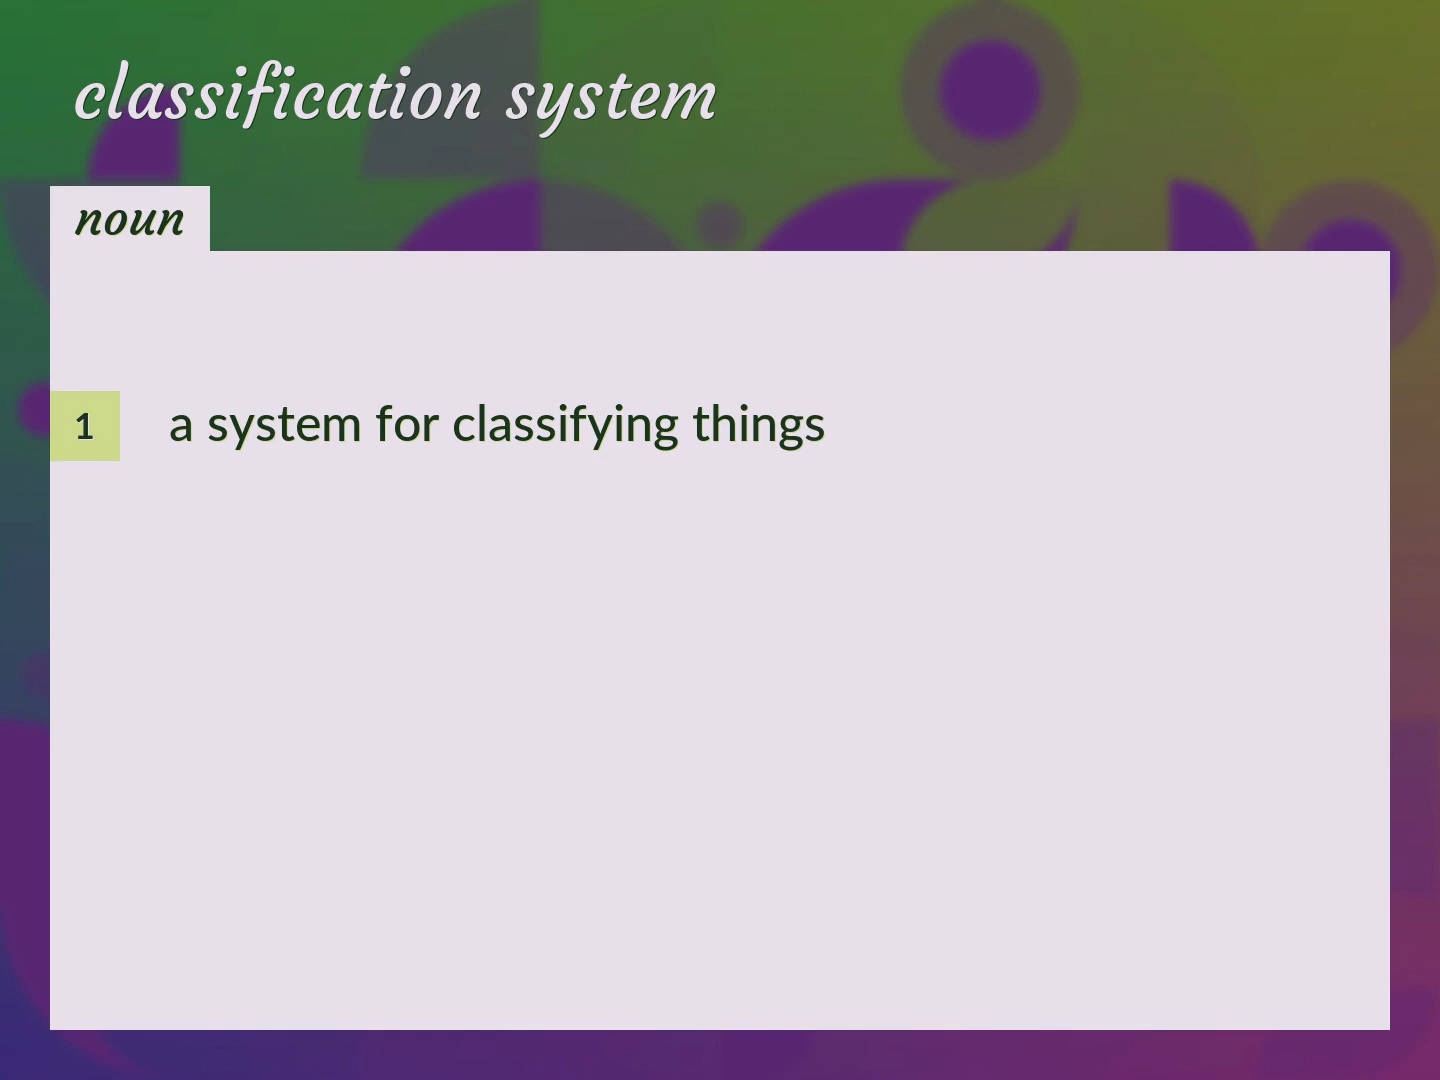 classification system
noun
1 a system for classifying things